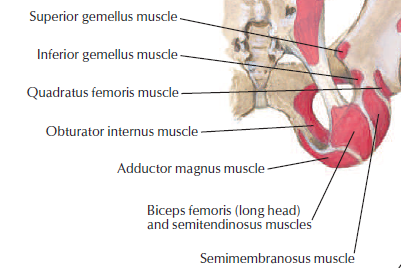 Superior gemellus muscle
Inferior gemellus muscle
Quadratus femoris muscle
Obturator internus muscle
Adductor magnus muscle
Biceps femoris (long head)
and semitendinosus muscles
Semimembranosus muscle